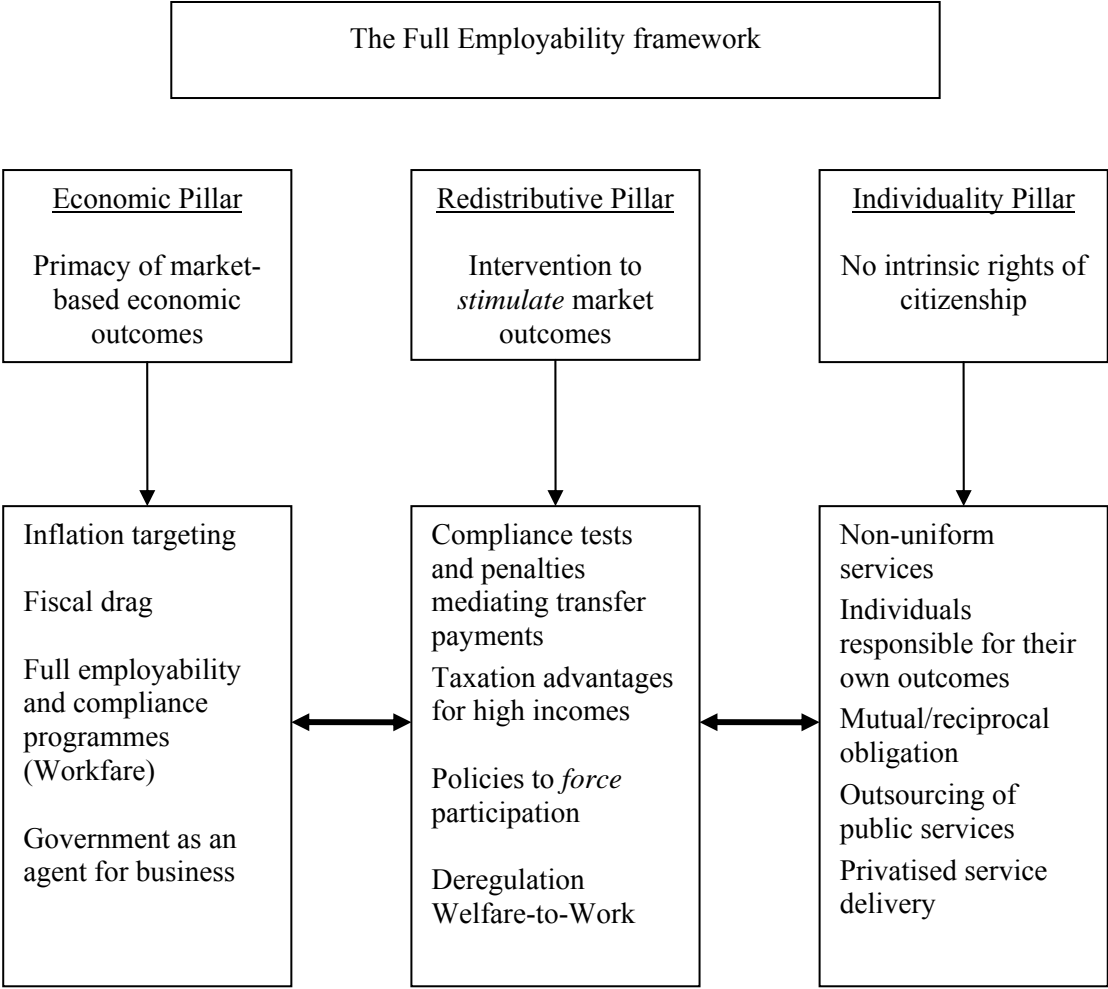 The Full Employability framework
Economic Pillar
Primacy of market-
based economic
outcomes
Redistributive Pillar
Intervention to
stimulate market
outcomes
Individuality Pillar
No intrinsic rights of
citizenship
Inflation targeting
Fiscal drag
Full employability
and compliance
programmes
(Workfare)
Government as an
agent for business
Compliance tests
and penalties
mediating transfer
payments
Taxation advantages
for high incomes
Policies to force
participation
Deregulation
Welfare-to-Work
Non-uniform
services
Individuals
responsible for their
own outcomes
Mutual/reciprocal
obligation
Outsourcing of
public services
Privatised service
delivery